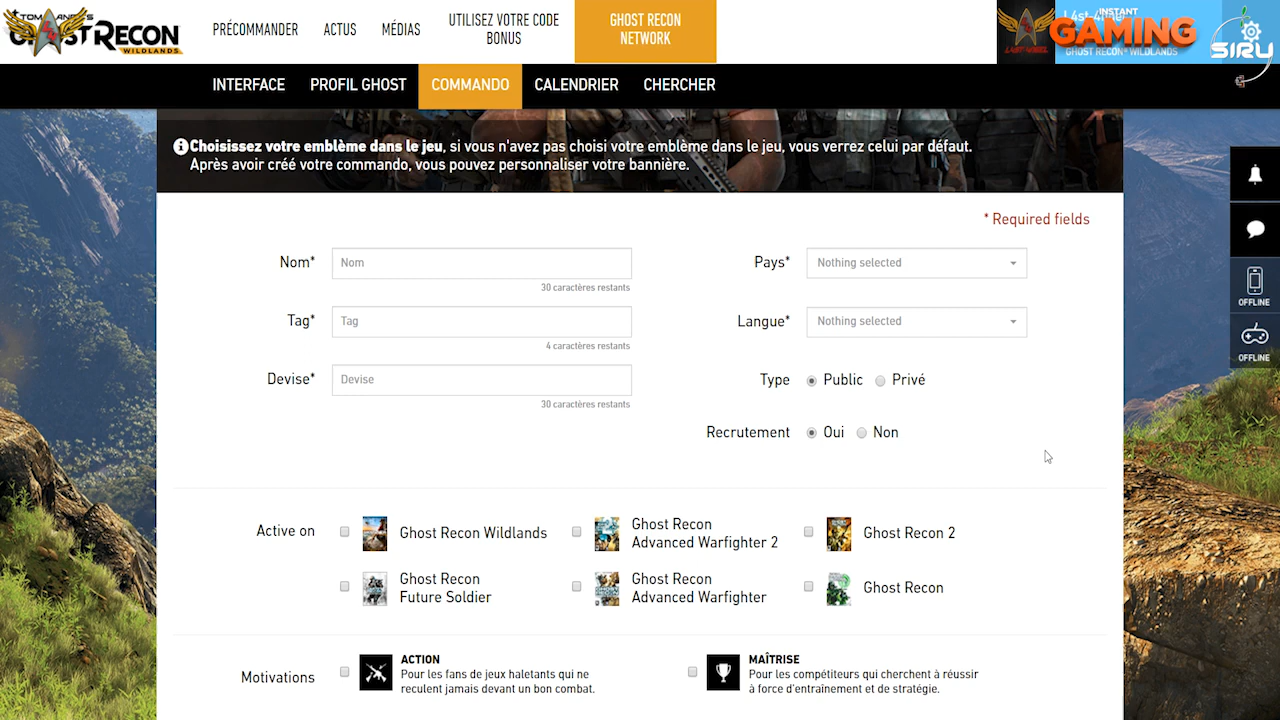 GHOST RECON
WILDLANDS
PRÉCOMMANDER
ACTUS
MÉDIAS
UTILISEZ VOTRE CODE
BONUS
GHOST RECON
NETWORK
INSTANT
GAMING
GHOST RECON® WILDLANDS
SIRU
INTERFACE
PROFIL GHOST
COMMANDO
CALENDRIER
CHERCHER
Choisissez votre emblème dans le jeu, si vous n'avez pas choisi votre emblème dans le jeu, vous verrez celui par défaut.
Après avoir créé votre commando, vous pouvez personnaliser votre bannière.
* Required fields
Nom*
Nom
30 caractères restants
Pays*
Nothing selected
Tag*
Tag
4 caractères restants
Langue*
Nothing selected
Devise*
Devise
30 caractères restants
Type
Public
Privé
Recrutement
Oui
Non
OFFLINE
OFFLINE
Active on
Ghost Recon Wildlands
Ghost Recon
Advanced Warfighter 2
Ghost Recon 2
Ghost Recon
Future Soldier
Ghost Recon
Advanced Warfighter
Ghost Recon
Motivations
ACTION
Pour les fans de jeux haletants qui ne
reculent jamais devant un bon combat.
MAÎTRISE
Pour les compétiteurs qui cherchent à réussir
à force d'entraînement et de stratégie.